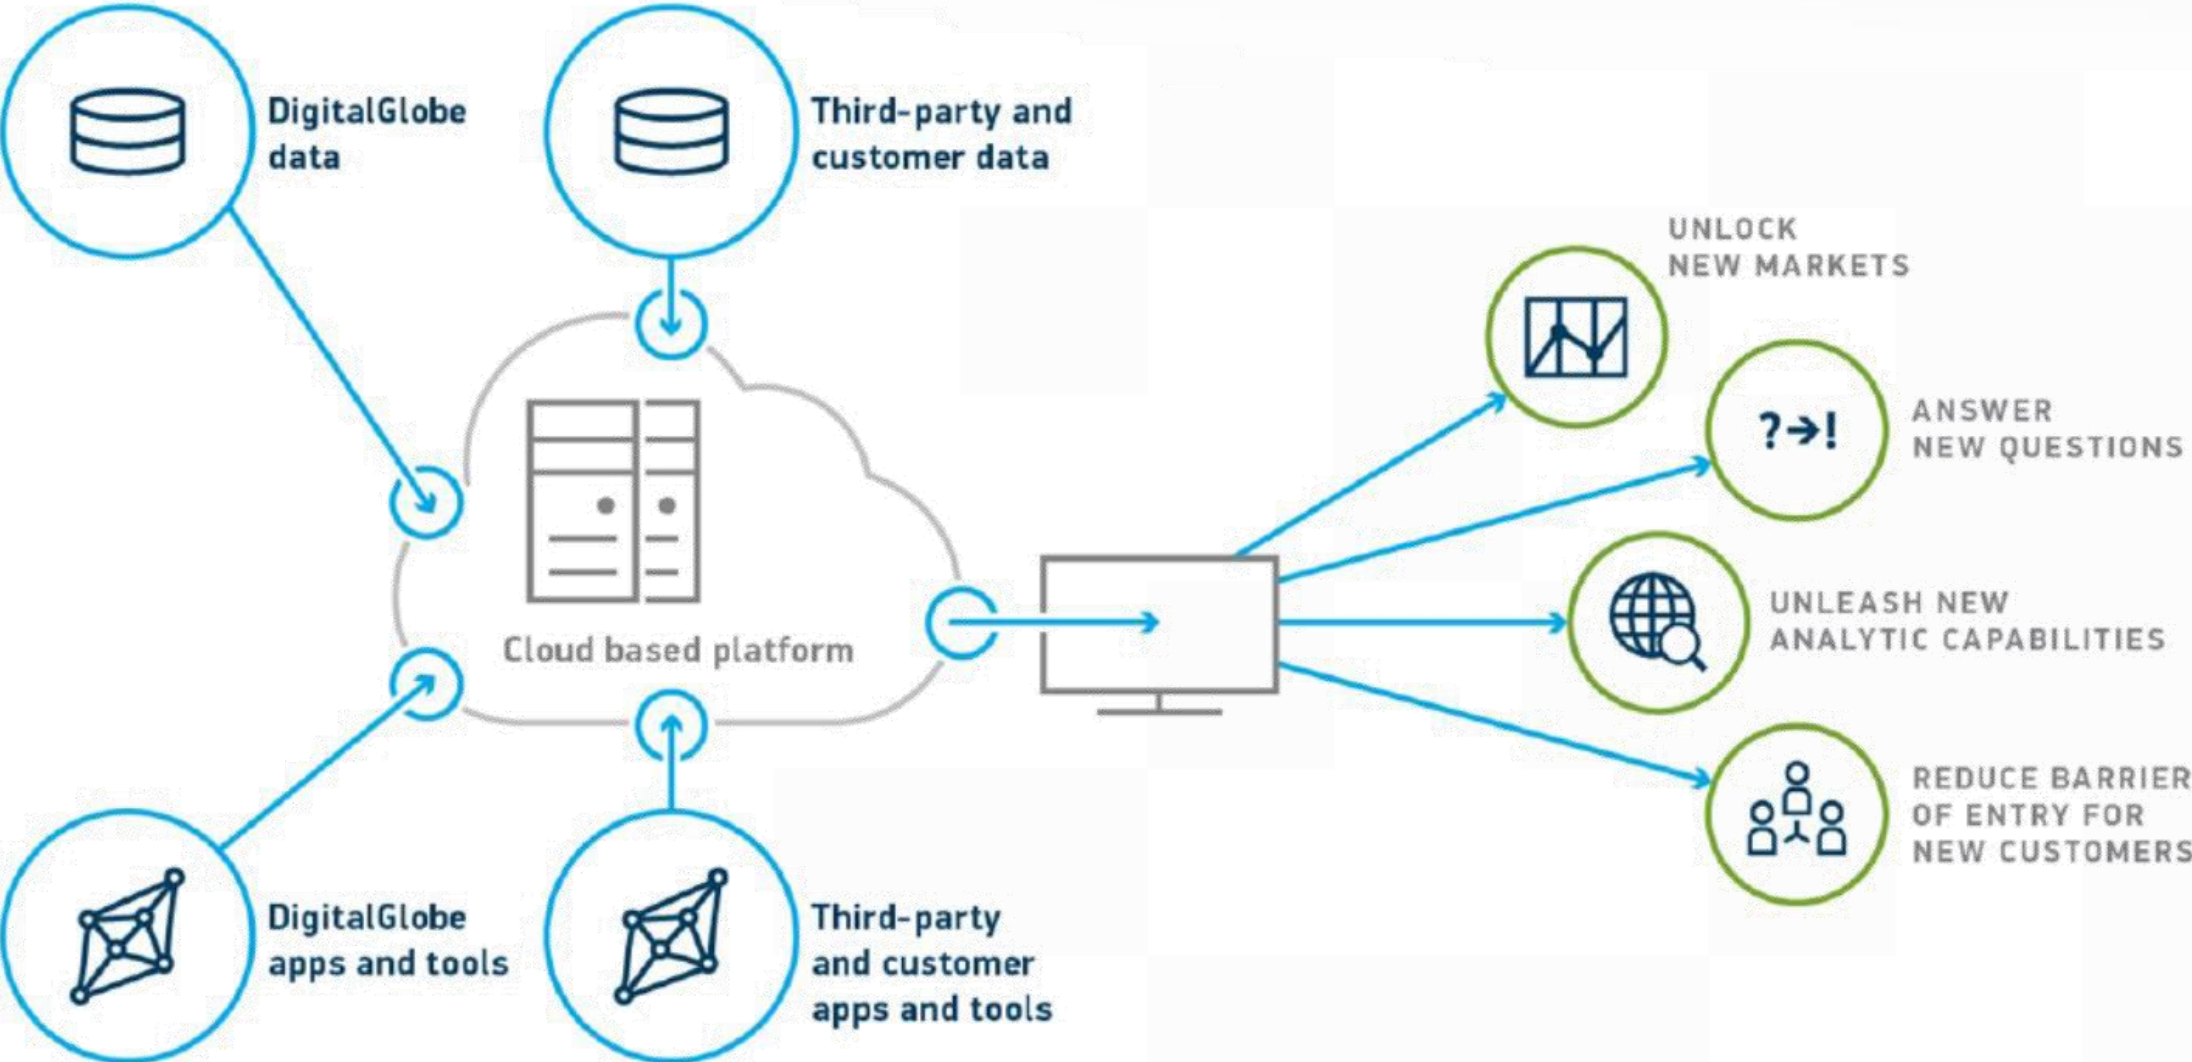 DigitalGlobe
data
Third-party and
customer data
UNLOCK
NEW MARKETS
?→!
ANSWER
NEW QUESTIONS
UNLEASH NEW
ANALYTIC CAPABILITIES
Cloud based platform
REDUCE BARRIER
OF ENTRY FOR
NEW CUSTOMERS
DigitalGlobe
apps and tools
Third-party
and customer
apps and tools